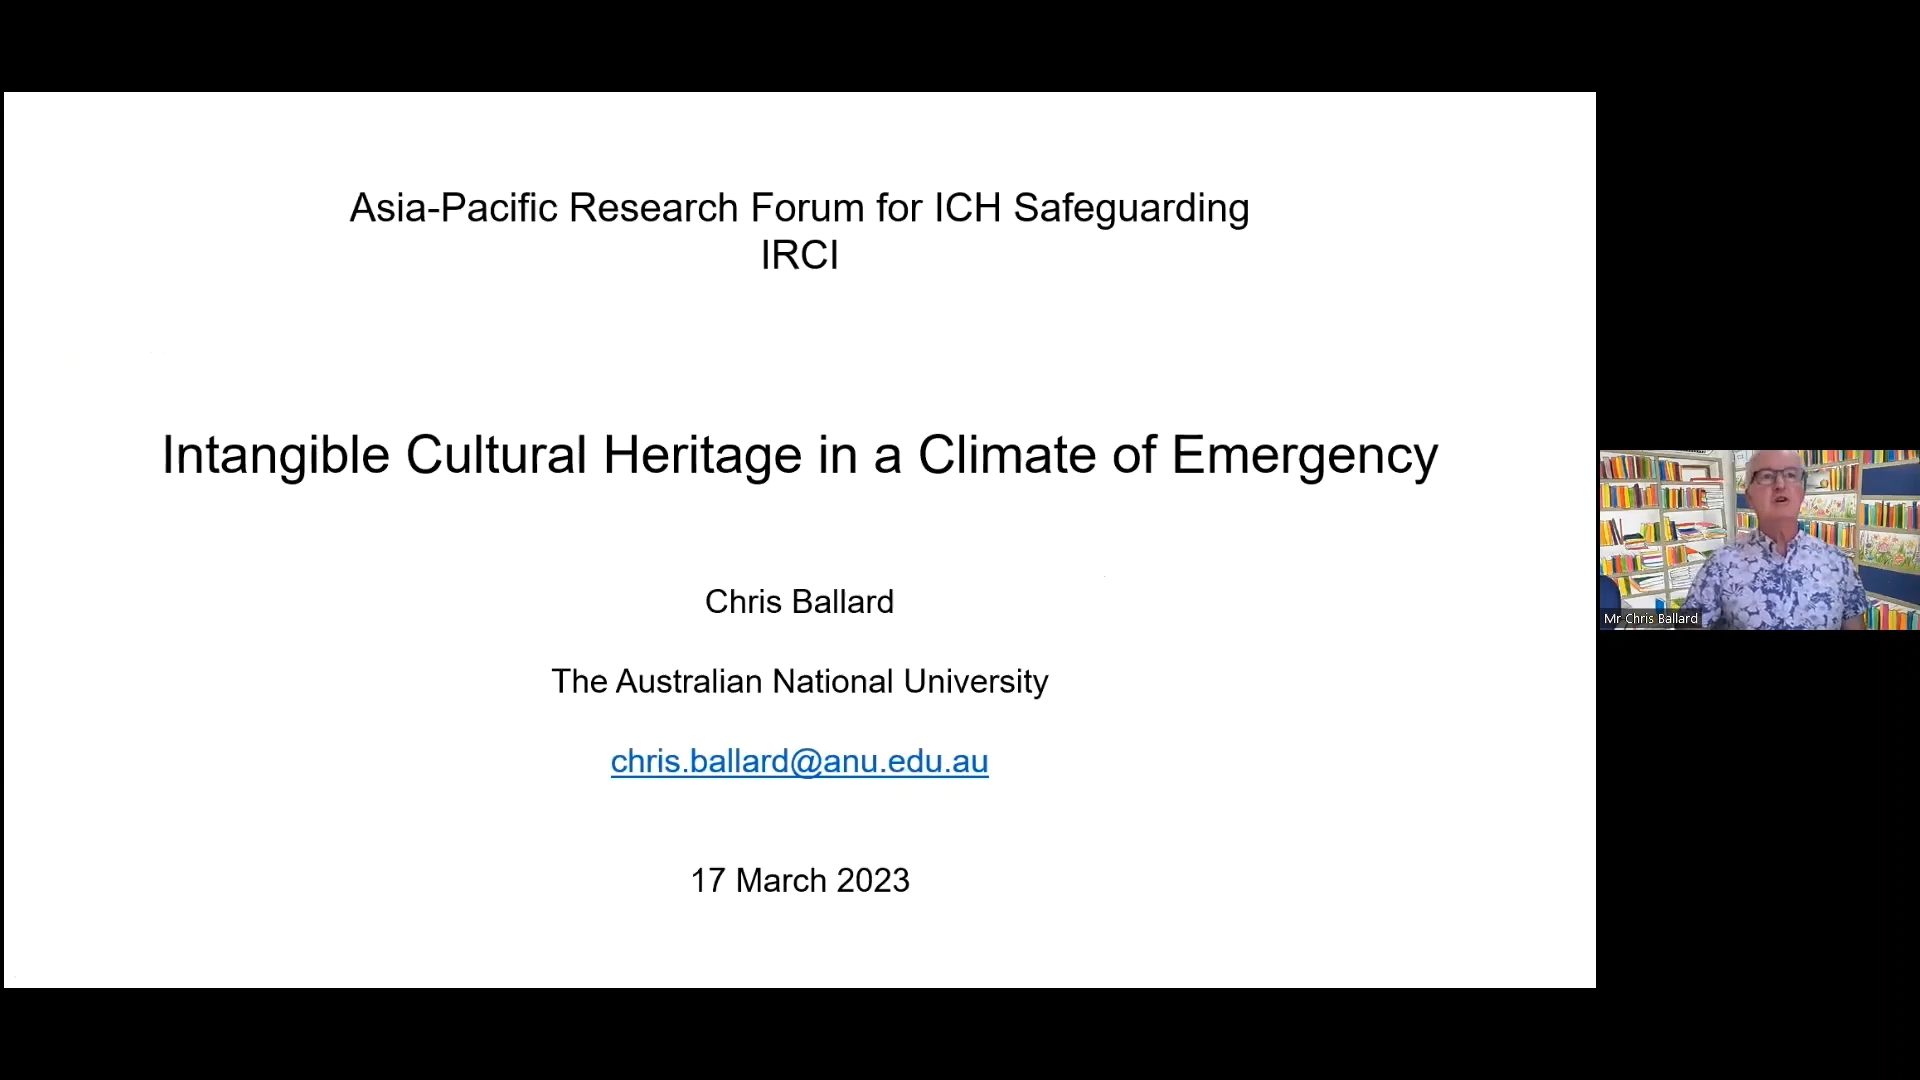 Asia-Pacific Research Forum for ICH Safeguarding
IRCI
Intangible Cultural Heritage in a Climate of Emergency
Chris Ballard
The Australian National University
chris.ballard@anu.edu.au
17 March 2023
Mr Chris Ballard